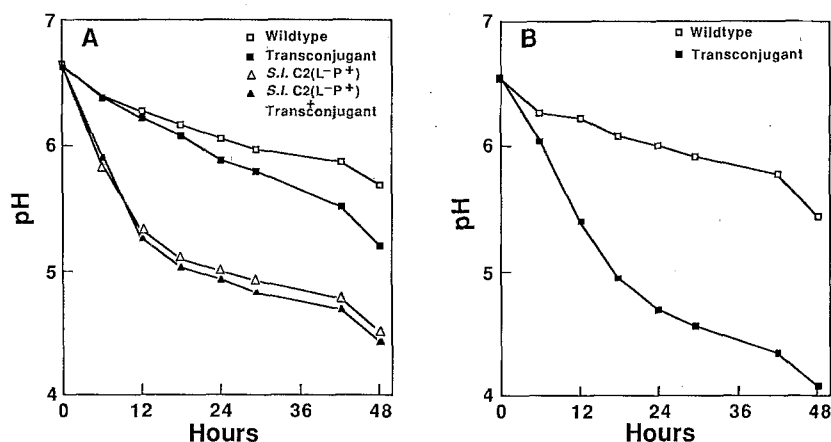 A
Wildtype
Transconjugant
S.l. C2(L⁻P⁺)
S.l. C2(L⁻P⁺)
+
Transconjugant
pH
7
6
5
4
0 12 24 36 48
Hours
B
Wildtype
Transconjugant
pH
7
6
5
4
0 12 24 36 48
Hours